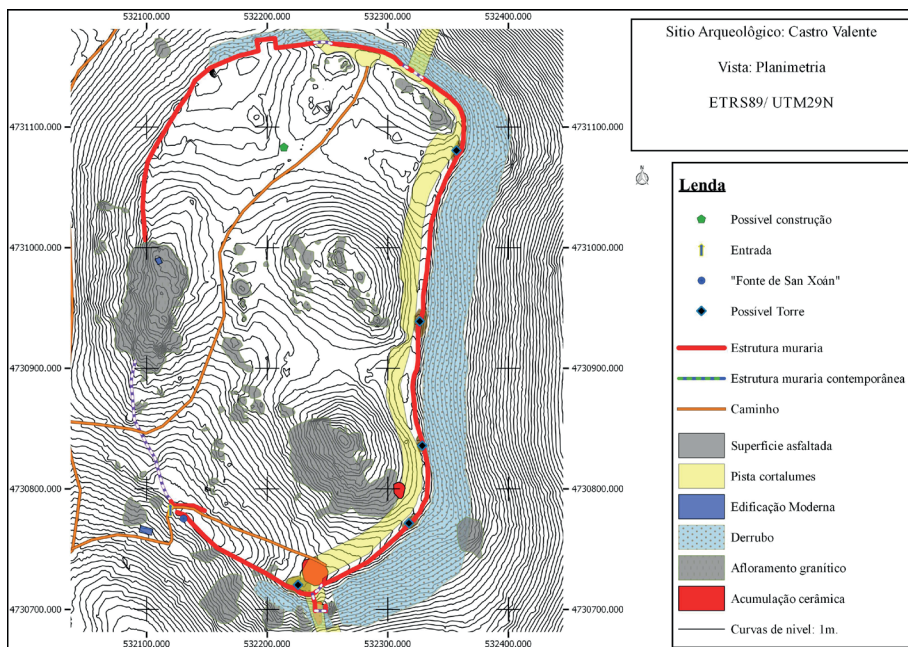 532100.000 532200.000 532300.000 532400.000
4731100.000 4731100.000
4731000.000 4731000.000
4730900.000 4730900.000
4730800.000 4730800.000
4730700.000 4730700.000
532100.000 532200.000 532300.000 532400.000
Sitio Arqueológico: Castro Valente
Vista: Planimetria
ETRS89/ UTM29N
N
Lenda
Possivel construção
Entrada
"Fonte de San Xoán"
Possivel Torre
Estrutura muraria
Estrutura muraria contemporânea
Caminho
Superficie asfaltada
Pista cortalumes
Edificação Moderna
Derrubo
Afloramento granitico
Acumulação cerâmica
Curvas de nivel: 1m.